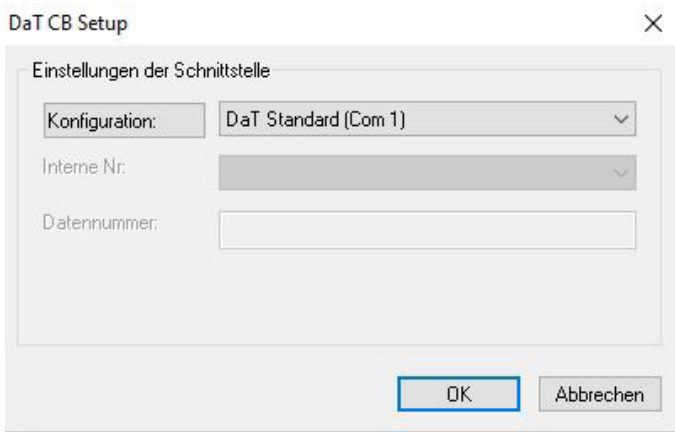 DaT CB Setup
Einstellungen der Schnittstelle
Konfiguration: DaT Standard (Com 1)
Interne Nr:
Datennummer:
OK Abbrechen